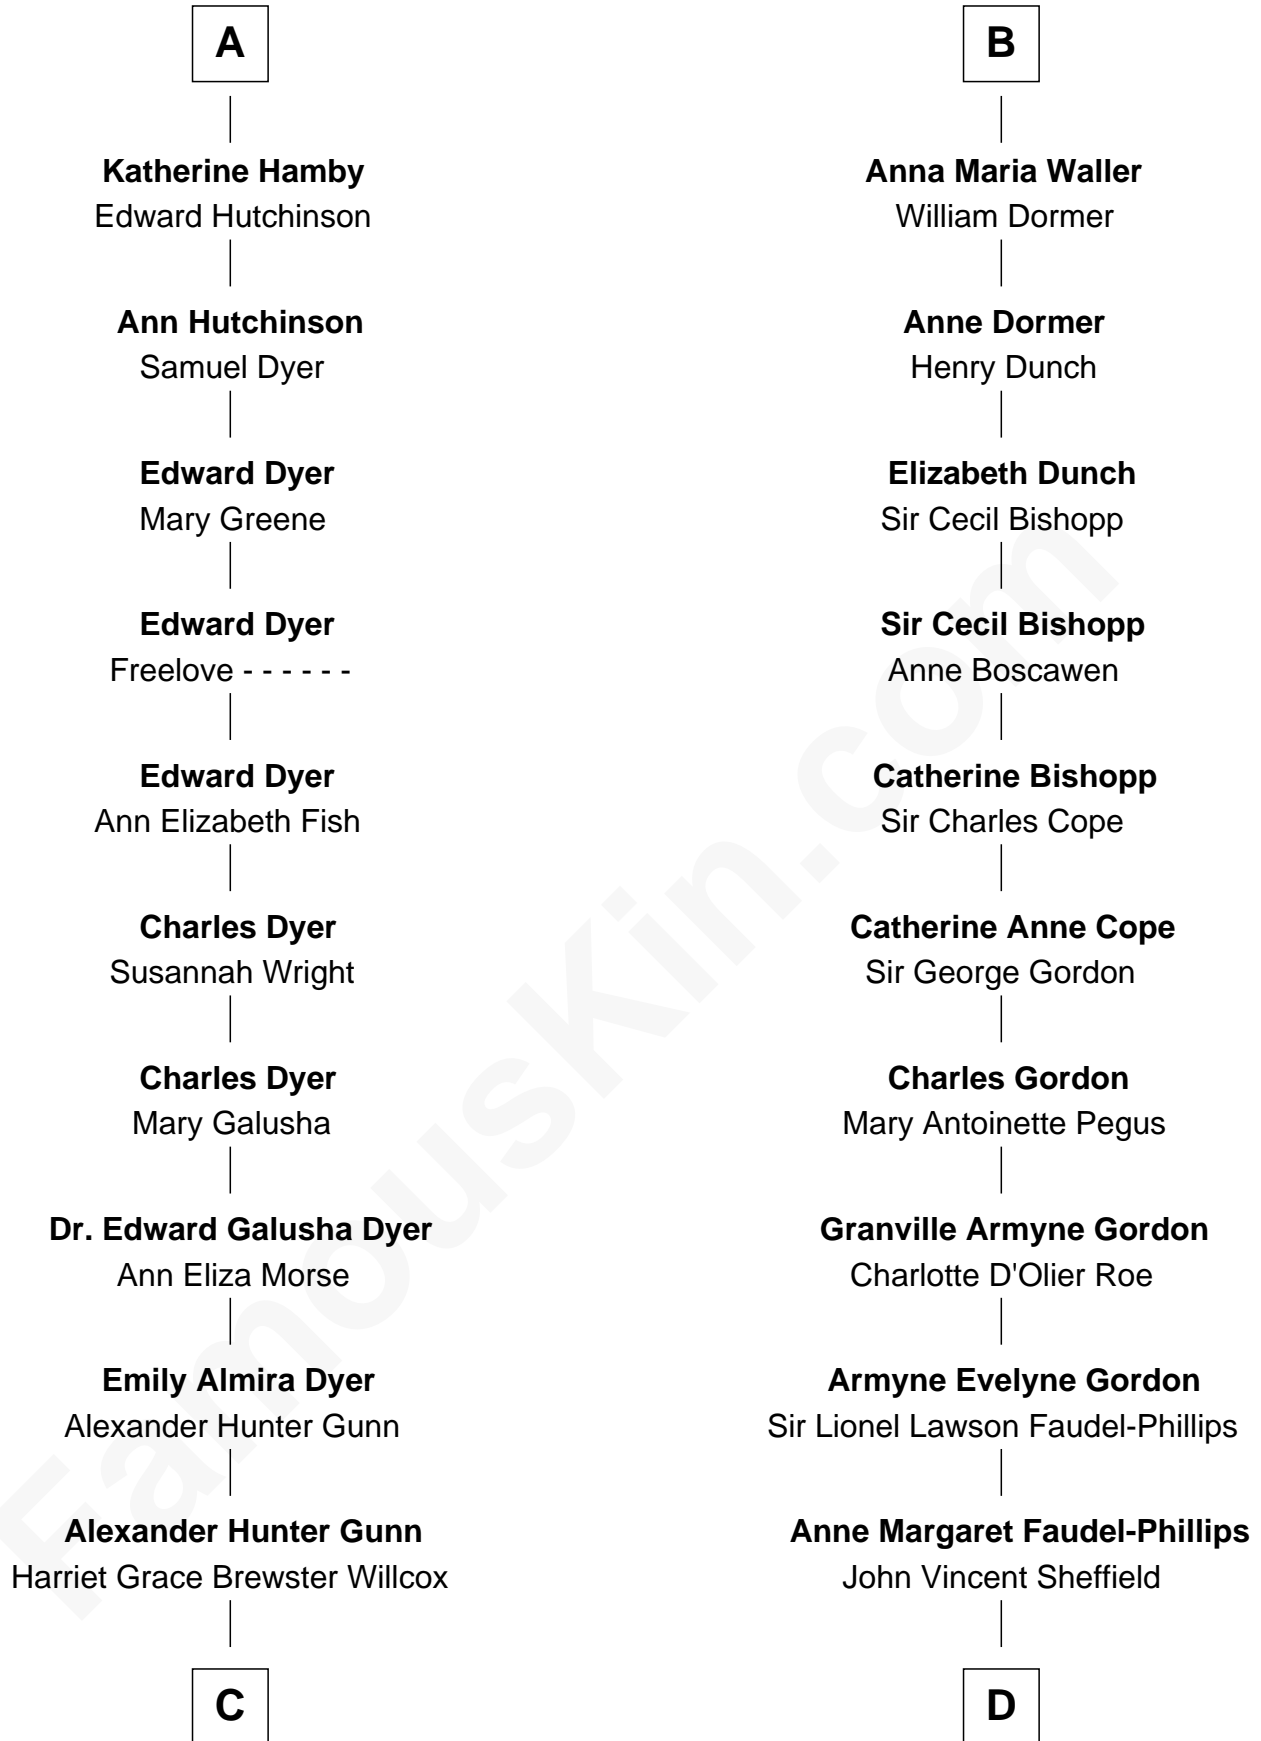 A
Katherine Hamby
Edward Hutchinson
Ann Hutchinson
Samuel Dyer
Edward Dyer
Mary Greene
Edward Dyer
Freelove - - - - - -
Edward Dyer
Ann Elizabeth Fish
Charles Dyer
Susannah Wright
Charles Dyer
Mary Galusha
Dr. Edward Galusha Dyer
Ann Eliza Morse
Emily Almira Dyer
Alexander Hunter Gunn
Alexander Hunter Gunn
Harriet Grace Brewster Willcox
C
B
Anna Maria Waller
William Dormer
Anne Dormer
Henry Dunch
Elizabeth Dunch
Sir Cecil Bishopp
Sir Cecil Bishopp
Anne Boscawen
Catherine Bishopp
Sir Charles Cope
Catherine Anne Cope
Sir George Gordon
Charles Gordon
Mary Antoinette Pegus
Granville Armyne Gordon
Charlotte D'Olier Roe
Armyne Evelyne Gordon
Sir Lionel Lawson Faudel-Phillips
Anne Margaret Faudel-Phillips
John Vincent Sheffield
D
FamousKin.com